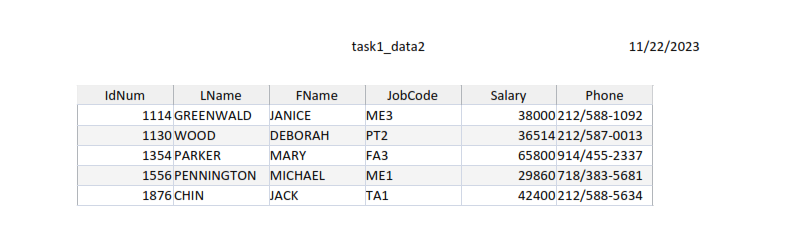 task1_data2 11/22/2023
IdNum LName FName JobCode Salary Phone
1114 GREENWALD JANICE ME3 38000 212/588-1092
1130 WOOD DEBORAH PT2 36514 212/587-0013
1354 PARKER MARY FA3 65800 914/455-2337
1556 PENNINGTON MICHAEL ME1 29860 718/383-5681
1876 CHIN JACK TA1 42400 212/588-5634